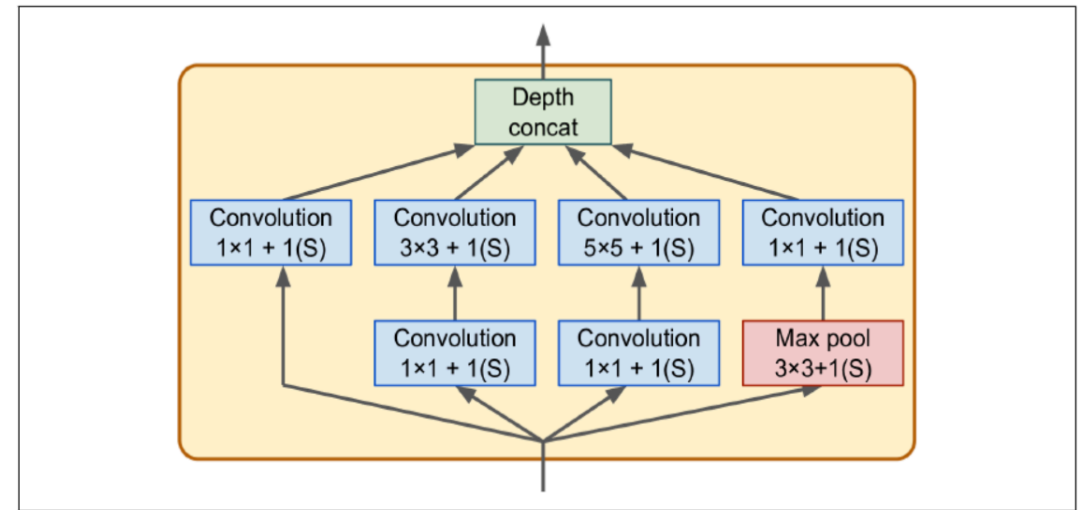 Depth
concat
Convolution
1×1 + 1(S)
Convolution
3×3 + 1(S)
Convolution
5×5 + 1(S)
Convolution
1×1 + 1(S)
Convolution
1×1 + 1(S)
Convolution
1×1 + 1(S)
Max pool
3×3+1(S)